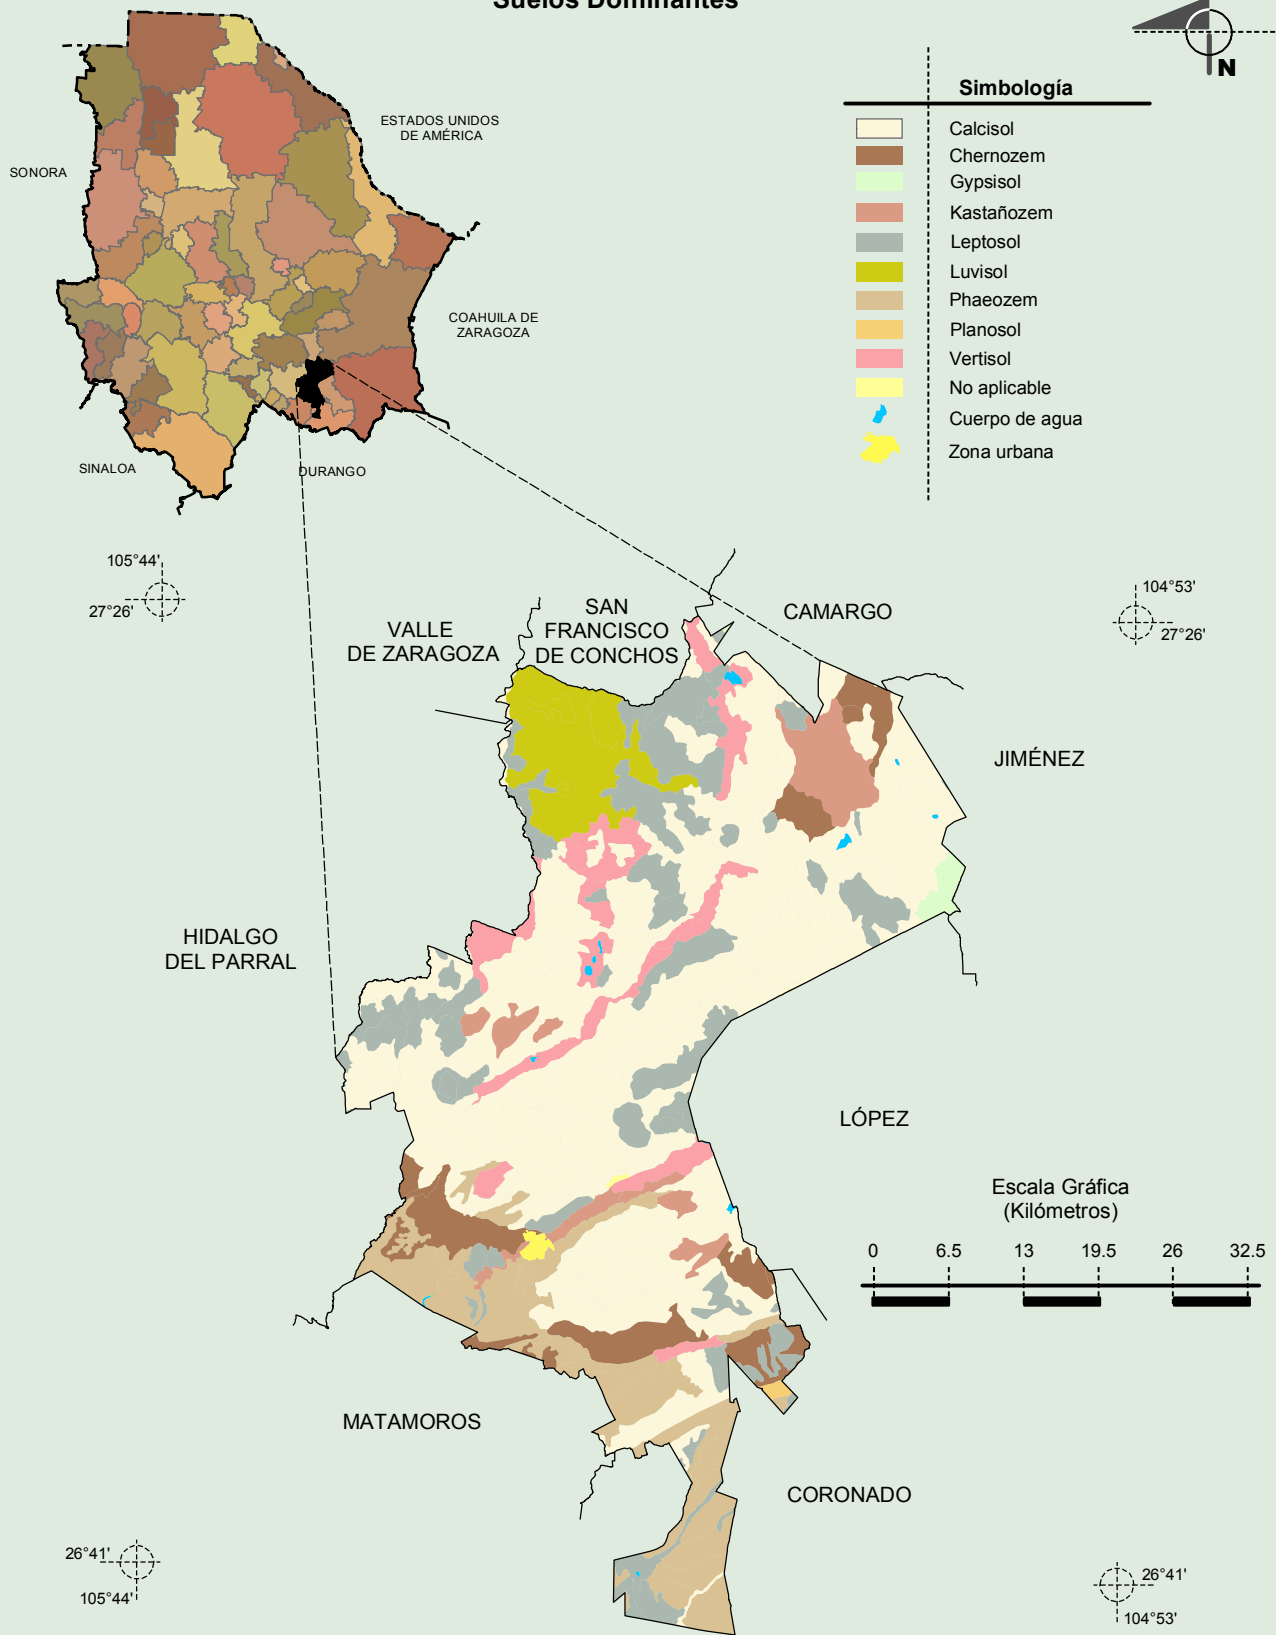 Suelos Dominantes
N
ESTADOS UNIDOS
DE AMÉRICA
SONORA
COAHUILA DE
ZARAGOZA
SINALOA
DURANGO
Simbología
Calcisol
Chernozem
Gypsisol
Kastañozem
Leptosol
Luvisol
Phaeozem
Planosol
Vertisol
No aplicable
Cuerpo de agua
Zona urbana
105°44'
27°26'
104°53'
27°26'
VALLE
DE ZARAGOZA
SAN
FRANCISCO
DE CONCHOS
CAMARGO
JIMÉNEZ
HIDALGO
DEL PARRAL
LÓPEZ
Escala Gráfica
(Kilómetros)
0 6.5 13 19.5 26 32.5
MATAMOROS
CORONADO
26°41'
105°44'
26°41'
104°53'